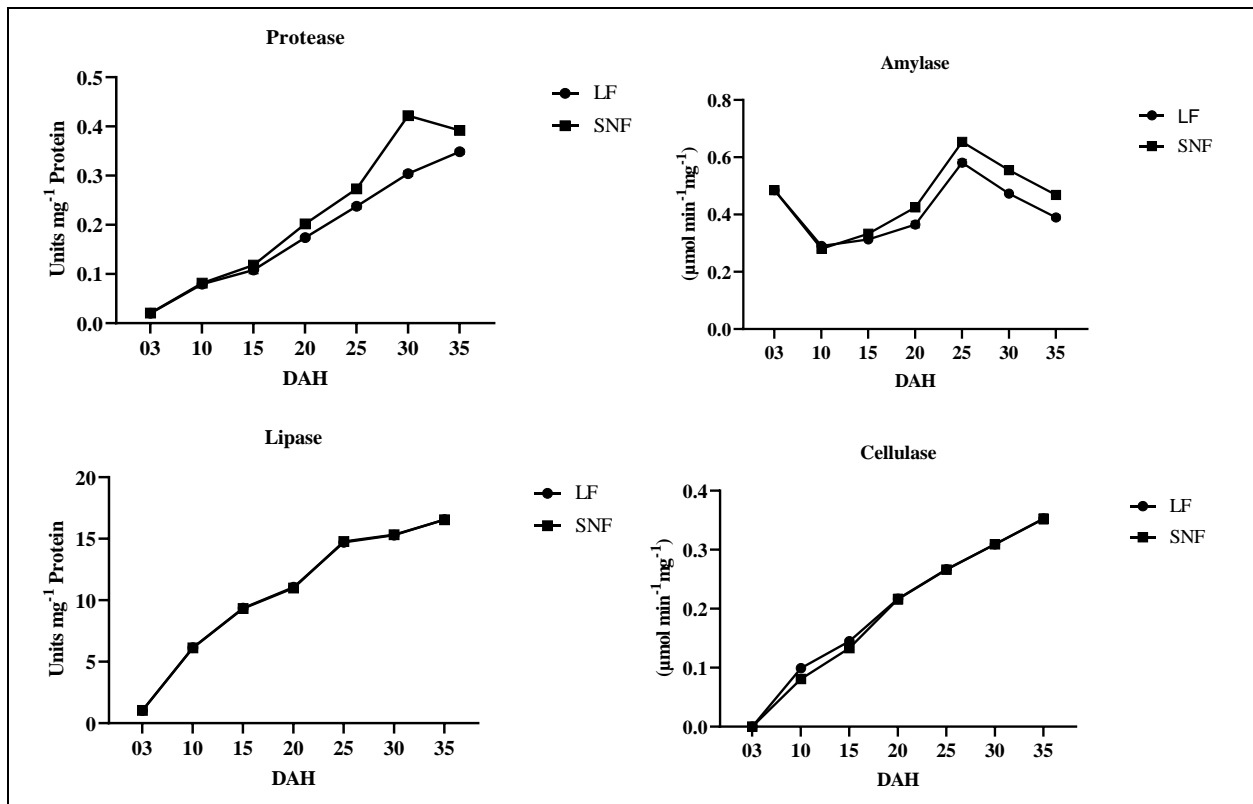 Protease
0.5
0.4
0.3
0.2
0.1
0.0
Units mg-1 Protein
03 10 15 20 25 30 35
DAH
LF
SNF
Amylase
0.8
0.6
0.4
0.2
0.0
(µmol min-1mg-1)
03 10 15 20 25 30 35
DAH
LF
SNF
Lipase
20
15
10
5
0
Units mg-1 Protein
03 10 15 20 25 30 35
DAH
LF
SNF
Cellulase
0.4
0.3
0.2
0.1
0.0
(µmol min-1mg-1)
03 10 15 20 25 30 35
DAH
LF
SNF